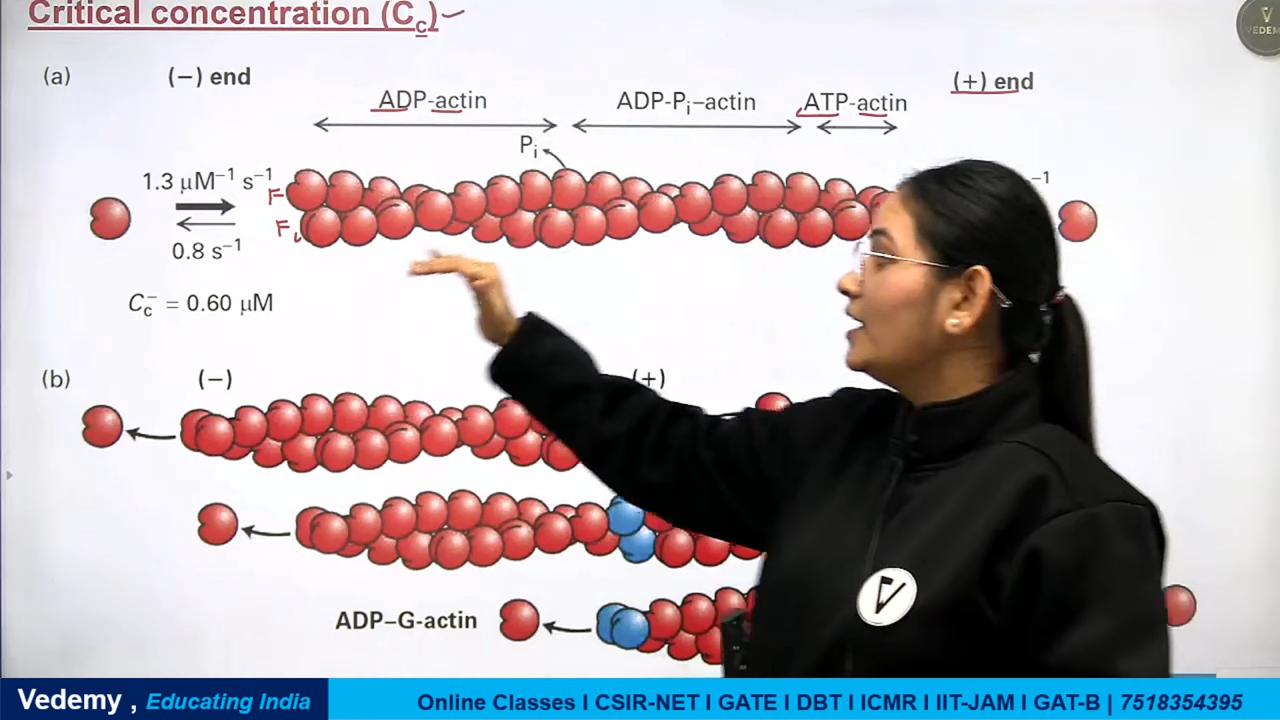 Critical concentration (Cc)
VEDEM
(a) (−) end (+) end
ADP-actin ADP-Pi–actin ATP-actin
Pi
1.3 μM⁻¹ s⁻¹ F ⁻¹
F
0.8 s⁻¹
Cc⁻ = 0.60 μM
(b) (−) (+)
ADP–G-actin
Vedemy , Educating India Online Classes I CSIR-NET I GATE I DBT I ICMR I IIT-JAM I GAT-B | 7518354395